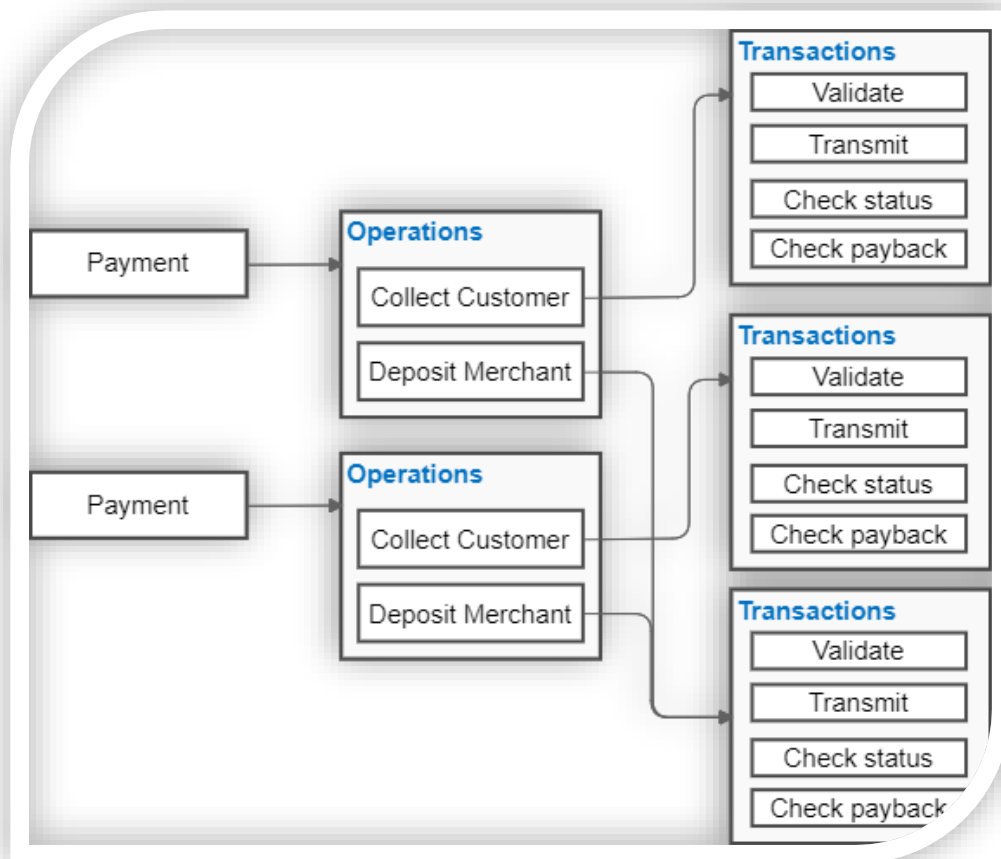 Payment
Operations
Collect Customer
Deposit Merchant
Payment
Operations
Collect Customer
Deposit Merchant
Transactions
Validate
Transmit
Check status
Check payback
Transactions
Validate
Transmit
Check status
Check payback
Transactions
Validate
Transmit
Check status
Check payback